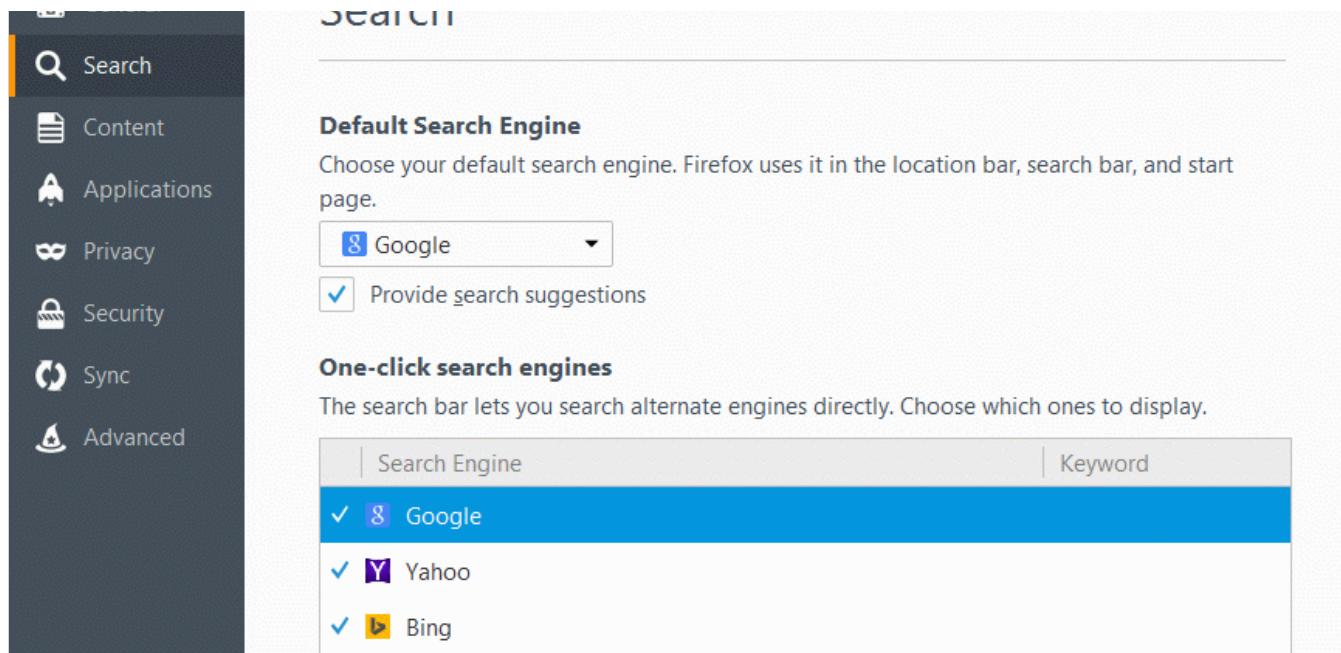 General
Search
Search
Content
Applications
Privacy
Security
Sync
Advanced
Default Search Engine
Choose your default search engine. Firefox uses it in the location bar, search bar, and start
page.
Google
Provide search suggestions
One-click search engines
The search bar lets you search alternate engines directly. Choose which ones to display.
Search Engine
Keyword
Google
Yahoo
Bing